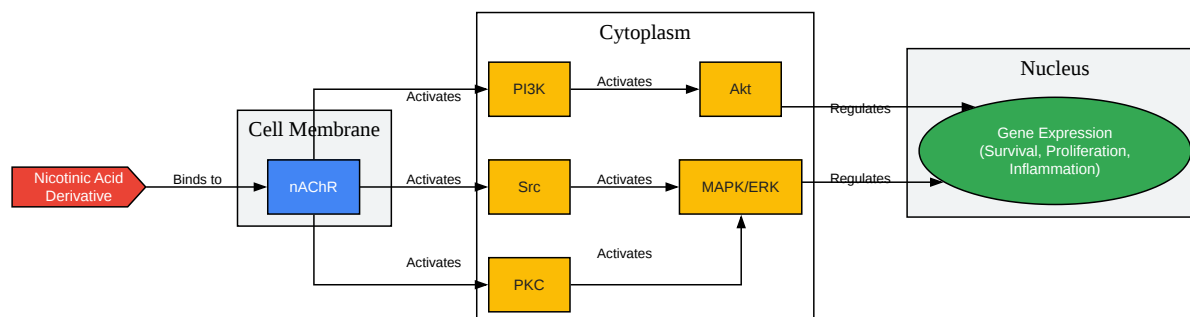 Cytoplasm
Nucleus
Cell Membrane
Nicotinic Acid
Derivative
Binds to
nAChR
Activates
PI3K
Activates
Akt
Regulates
Activates
Src
Activates
MAPK/ERK
Regulates
Activates
PKC
Activates
Gene Expression
(Survival, Proliferation,
Inflammation)